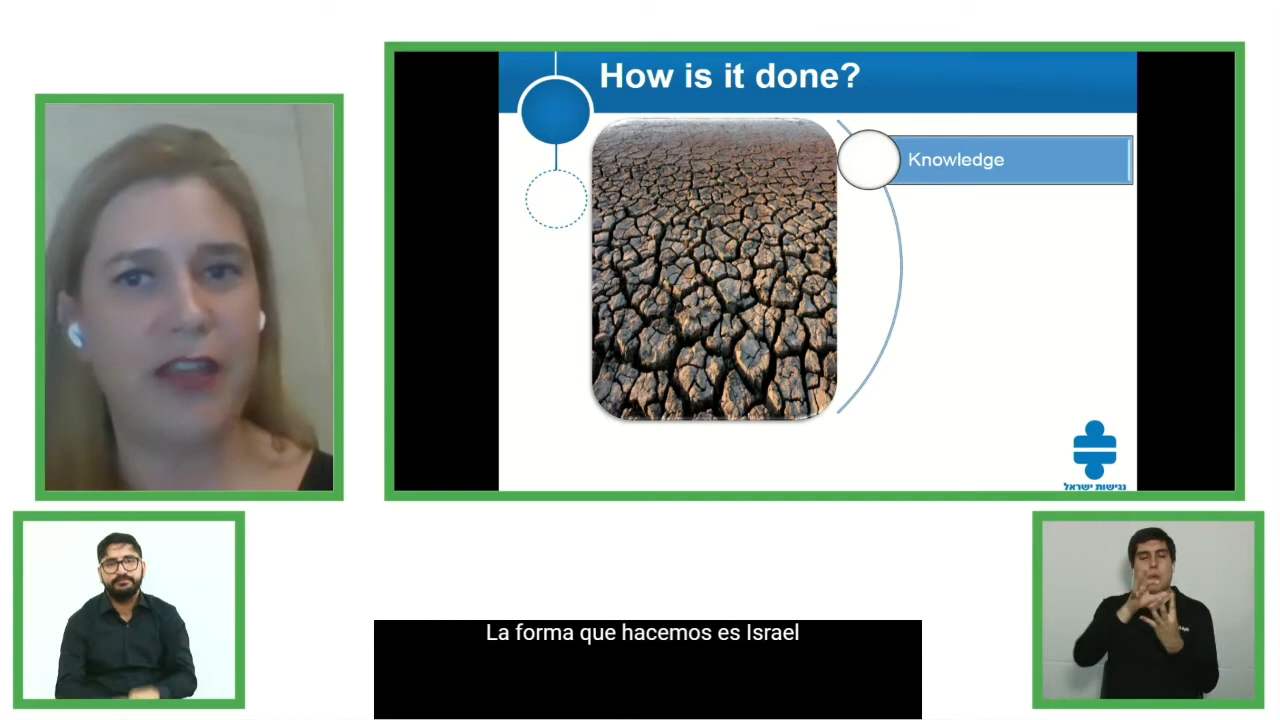 How is it done?
Knowledge
נגישות ישראל
La forma que hacemos es Israel